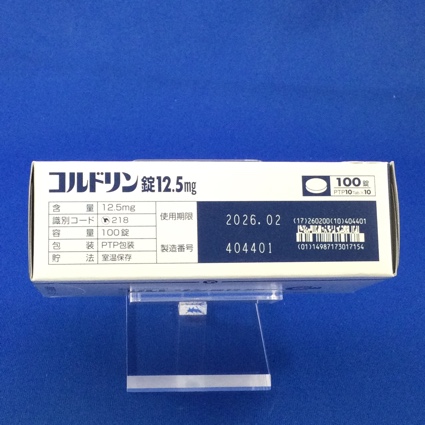 コルドリン錠12.5mg
100錠
PTP10錠×10
含量 12.5mg
識別コード 218
容量 100錠
包装 PTP包装
貯法 室温保存
使用期限 2026.02
製造番号 404401
(17)260200(10)404401
(01)14987173017154